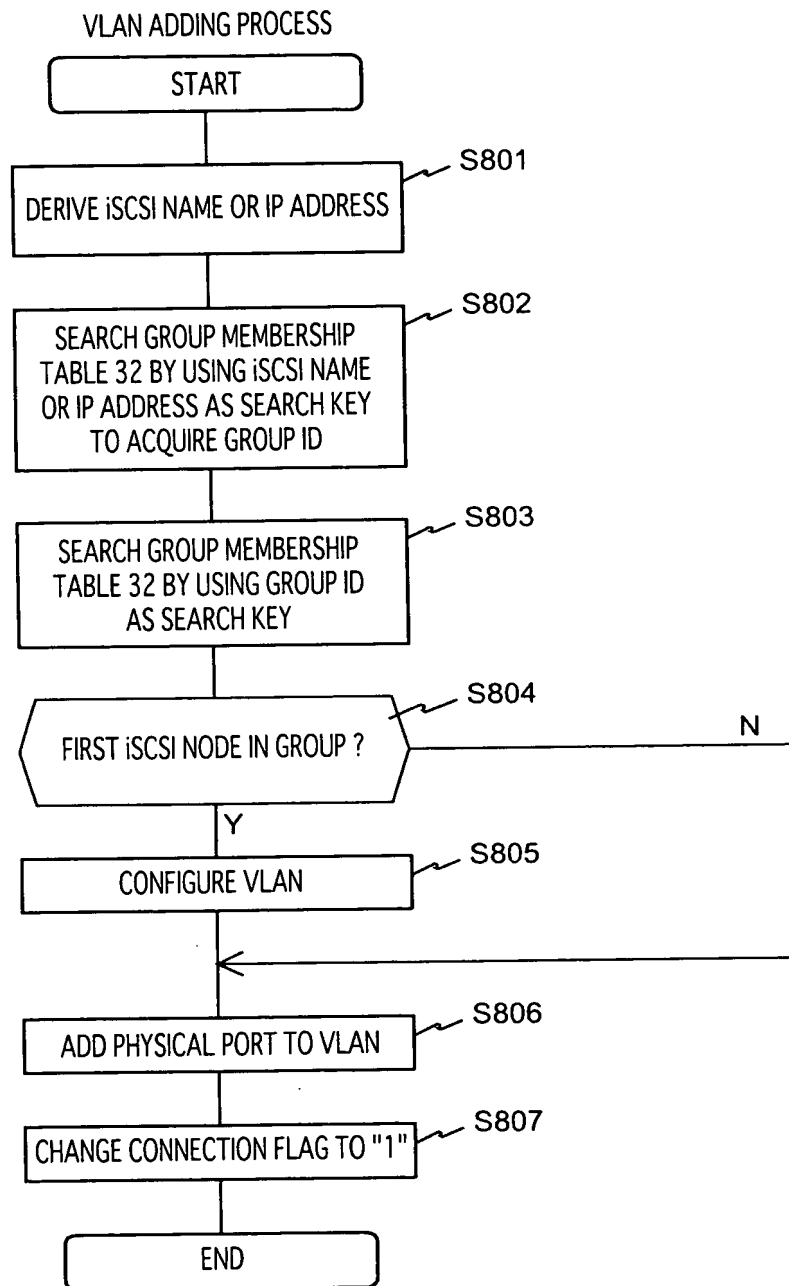 VLAN ADDING PROCESS
START
S801
DERIVE iSCSI NAME OR IP ADDRESS
S802
SEARCH GROUP MEMBERSHIP
TABLE 32 BY USING iSCSI NAME
OR IP ADDRESS AS SEARCH KEY
TO ACQUIRE GROUP ID
S803
SEARCH GROUP MEMBERSHIP
TABLE 32 BY USING GROUP ID
AS SEARCH KEY
S804
FIRST iSCSI NODE IN GROUP ?
N
Y
S805
CONFIGURE VLAN
S806
ADD PHYSICAL PORT TO VLAN
S807
CHANGE CONNECTION FLAG TO "1"
END